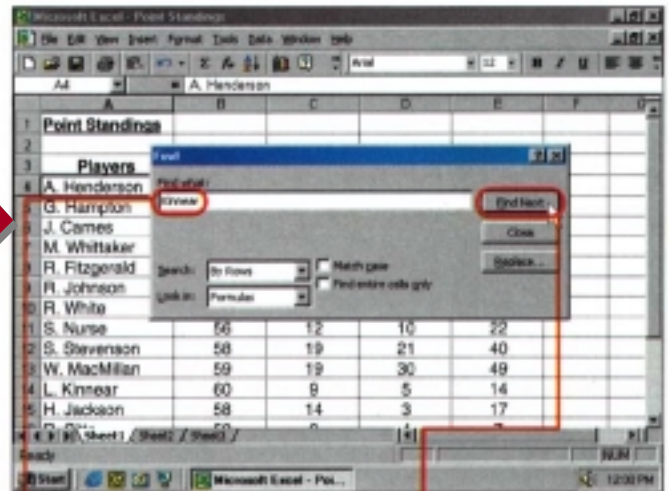 Microsoft Excel - Point Standings
File Edit View Insert Format Tools Data Window Help
Arial 12 B I U
A4 = A. Henderson
A B C D E F G
1 Point Standings
2
3 Players
4 A. Henderson
5 G. Hampton
J. Carnes
M. Whittaker
8 R. Fitzgerald
9 R. Johnson
10 R. White
11 S. Nurse 56 12 10 22
12 S. Stevenson 58 19 21 40
13 W. MacMillan 59 19 30 49
14 L. Kinnear 60 9 5 14
15 H. Jackson 58 14 3 17
Find
Find what:
Kinnear
Find Next
Close
Replace...
Search: By Rows
Match case
Look in: Formulas
Find entire cells only
Sheet1 Sheet2 Sheet3
Ready NUM
Start Microsoft Excel - Poi... 12:00 PM